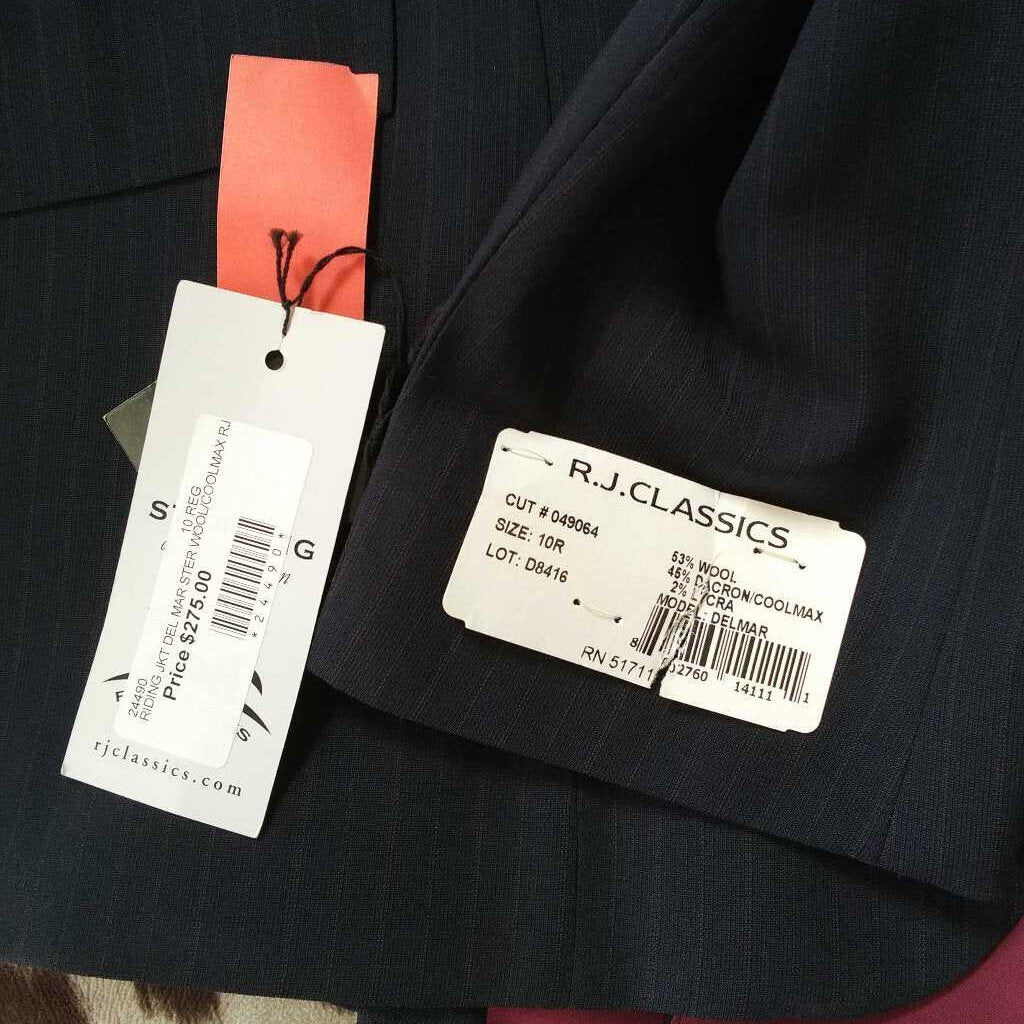 24490 10 REG
RIDING JKT DEL MAR STER WOOL/COOLMAX RJ
Price $275.00
*24490*
rjclassics.com
R.J.CLASSICS
CUT # 049064
SIZE: 10R
LOT: D8416
53% WOOL
45% DACRON/COOLMAX
2% LYCRA
MODEL: DELMAR
RN 51711
8 02760 14111 1